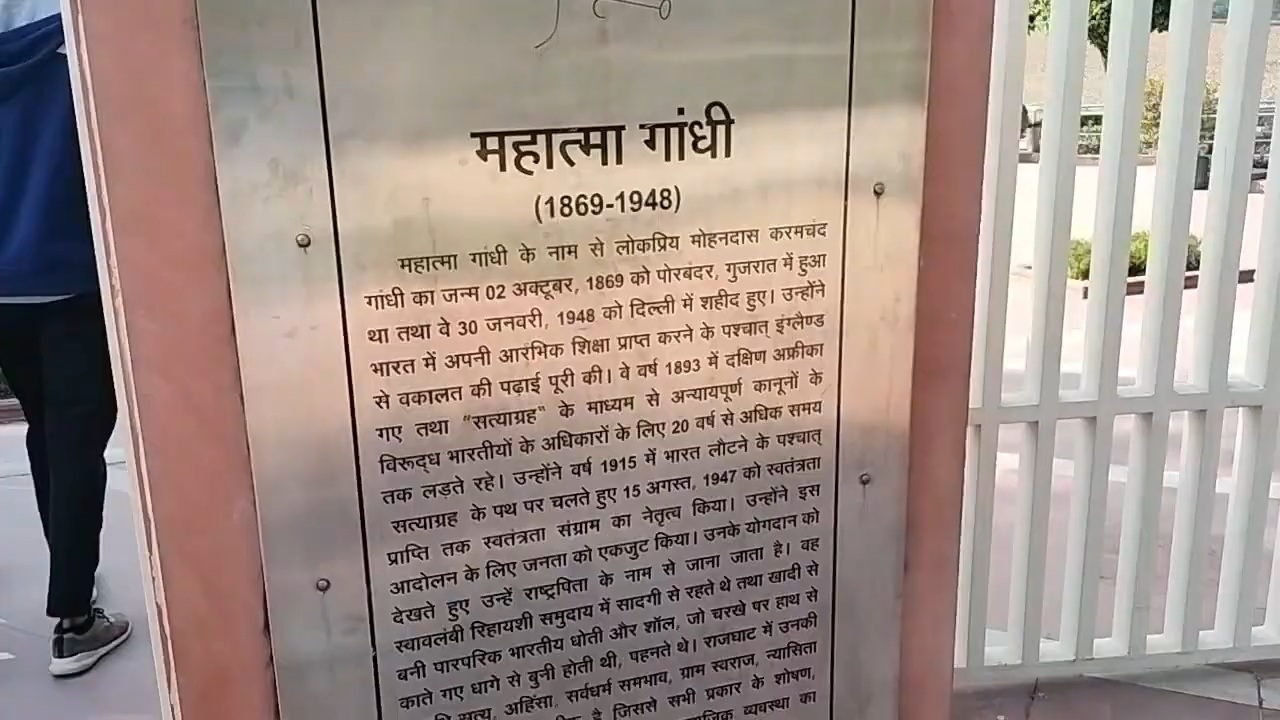 महात्मा गांधी
(1869-1948)
महात्मा गांधी के नाम से लोकप्रिय मोहनदास करमचंद
गांधी का जन्म 02 अक्टूबर, 1869 को पोरबंदर, गुजरात में हुआ
था तथा वे 30 जनवरी, 1948 को दिल्ली में शहीद हुए। उन्होंने
भारत में अपनी आरंभिक शिक्षा प्राप्त करने के पश्चात् इंग्लैण्ड
से वकालत की पढ़ाई पूरी की। वे वर्ष 1893 में दक्षिण अफ्रीका
गए तथा "सत्याग्रह" के माध्यम से अन्यायपूर्ण कानूनों के
विरूद्ध भारतीयों के अधिकारों के लिए 20 वर्ष से अधिक समय
तक लड़ते रहे। उन्होंने वर्ष 1915 में भारत लौटने के पश्चात्
सत्याग्रह के पथ पर चलते हुए 15 अगस्त, 1947 को स्वतंत्रता
प्राप्ति तक स्वतंत्रता संग्राम का नेतृत्व किया। उन्होंने इस
आदोलन के लिए जनता को एकजुट किया। उनके योगदान को
देखते हुए उन्हें राष्ट्रपिता के नाम से जाना जाता है। वह
स्वावलंबी रिहायशी समुदाय में सादगी से रहते थे तथा खादी से
बनी पारपरिक भारतीय धोती और शॉल, जो चरखे पर हाथ से
काते गए धागे से बुनी होती थी, पहनते थे। राजघाट में उनकी
सत्य, अहिंसा, सर्वधर्म समभाव, ग्राम स्वराज, न्यासिता
है जिससे सभी प्रकार के शोषण,
व्यवस्था का